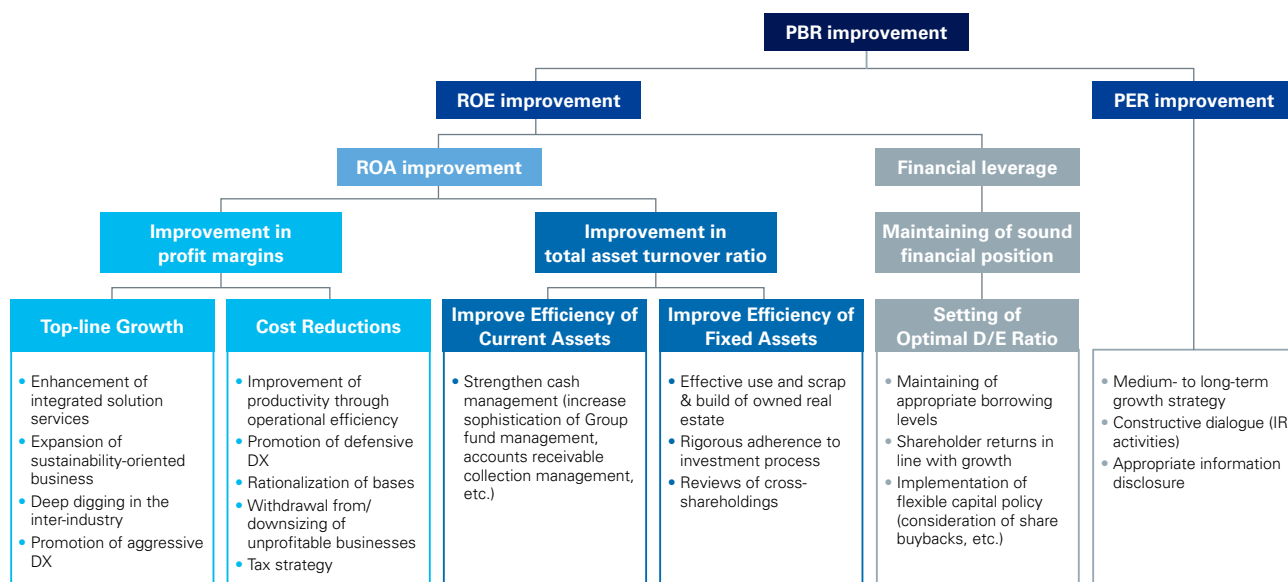 PBR improvement
ROE improvement
PER improvement
ROA improvement
Financial leverage
Improvement in
profit margins
Improvement in
total asset turnover ratio
Maintaining of sound
financial position
Top-line Growth
Cost Reductions
Improve Efficiency of
Current Assets
Improve Efficiency of
Fixed Assets
Setting of
Optimal D/E Ratio
• Enhancement of
integrated solution
services
• Expansion of
sustainability-oriented
business
• Deep digging in the
inter-industry
• Promotion of aggressive
DX
• Improvement of
productivity through
operational efficiency
• Promotion of defensive
DX
• Rationalization of bases
• Withdrawal from/
downsizing of
unprofitable businesses
• Tax strategy
• Strengthen cash
management (increase
sophistication of Group
fund management,
accounts receivable
collection management,
etc.)
• Effective use and scrap
& build of owned real
estate
• Rigorous adherence to
investment process
• Reviews of cross-
shareholdings
• Maintaining of
appropriate borrowing
levels
• Shareholder returns in
line with growth
• Implementation of
flexible capital policy
(consideration of share
buybacks, etc.)
• Medium- to long-term
growth strategy
• Constructive dialogue (IR
activities)
• Appropriate information
disclosure